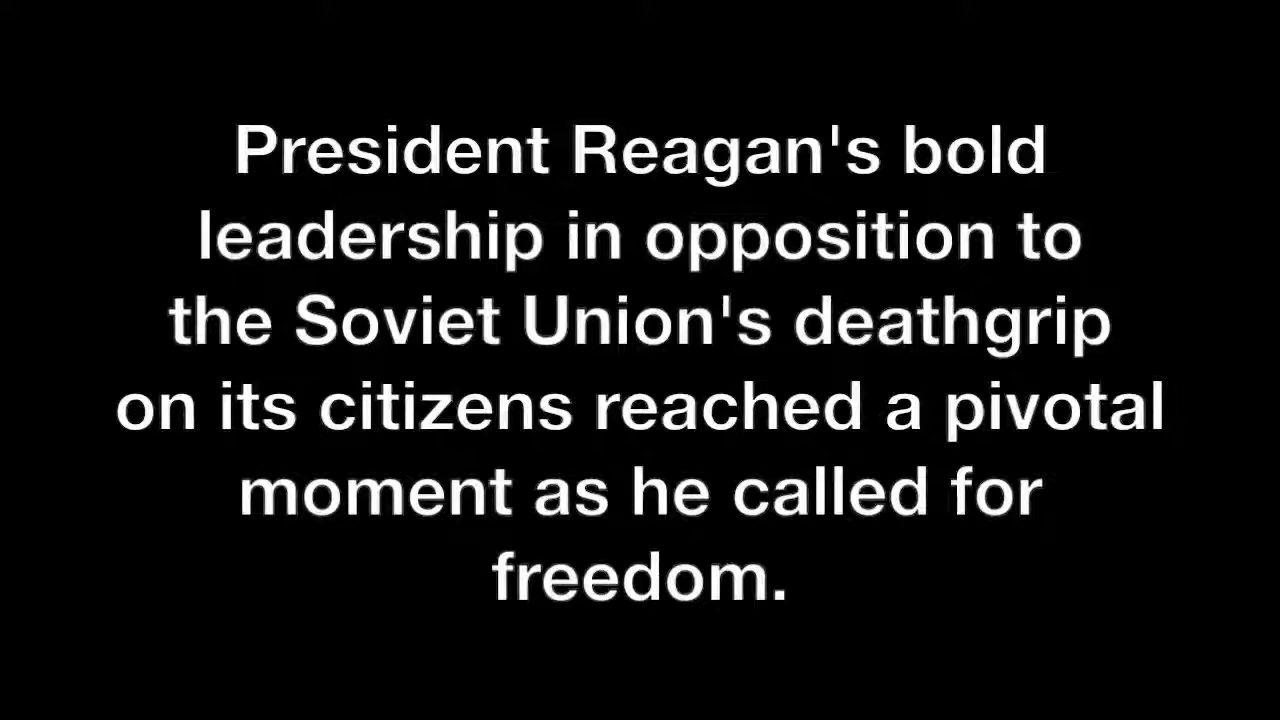 President Reagan's bold
leadership in opposition to
the Soviet Union's deathgrip
on its citizens reached a pivotal
moment as he called for
freedom.